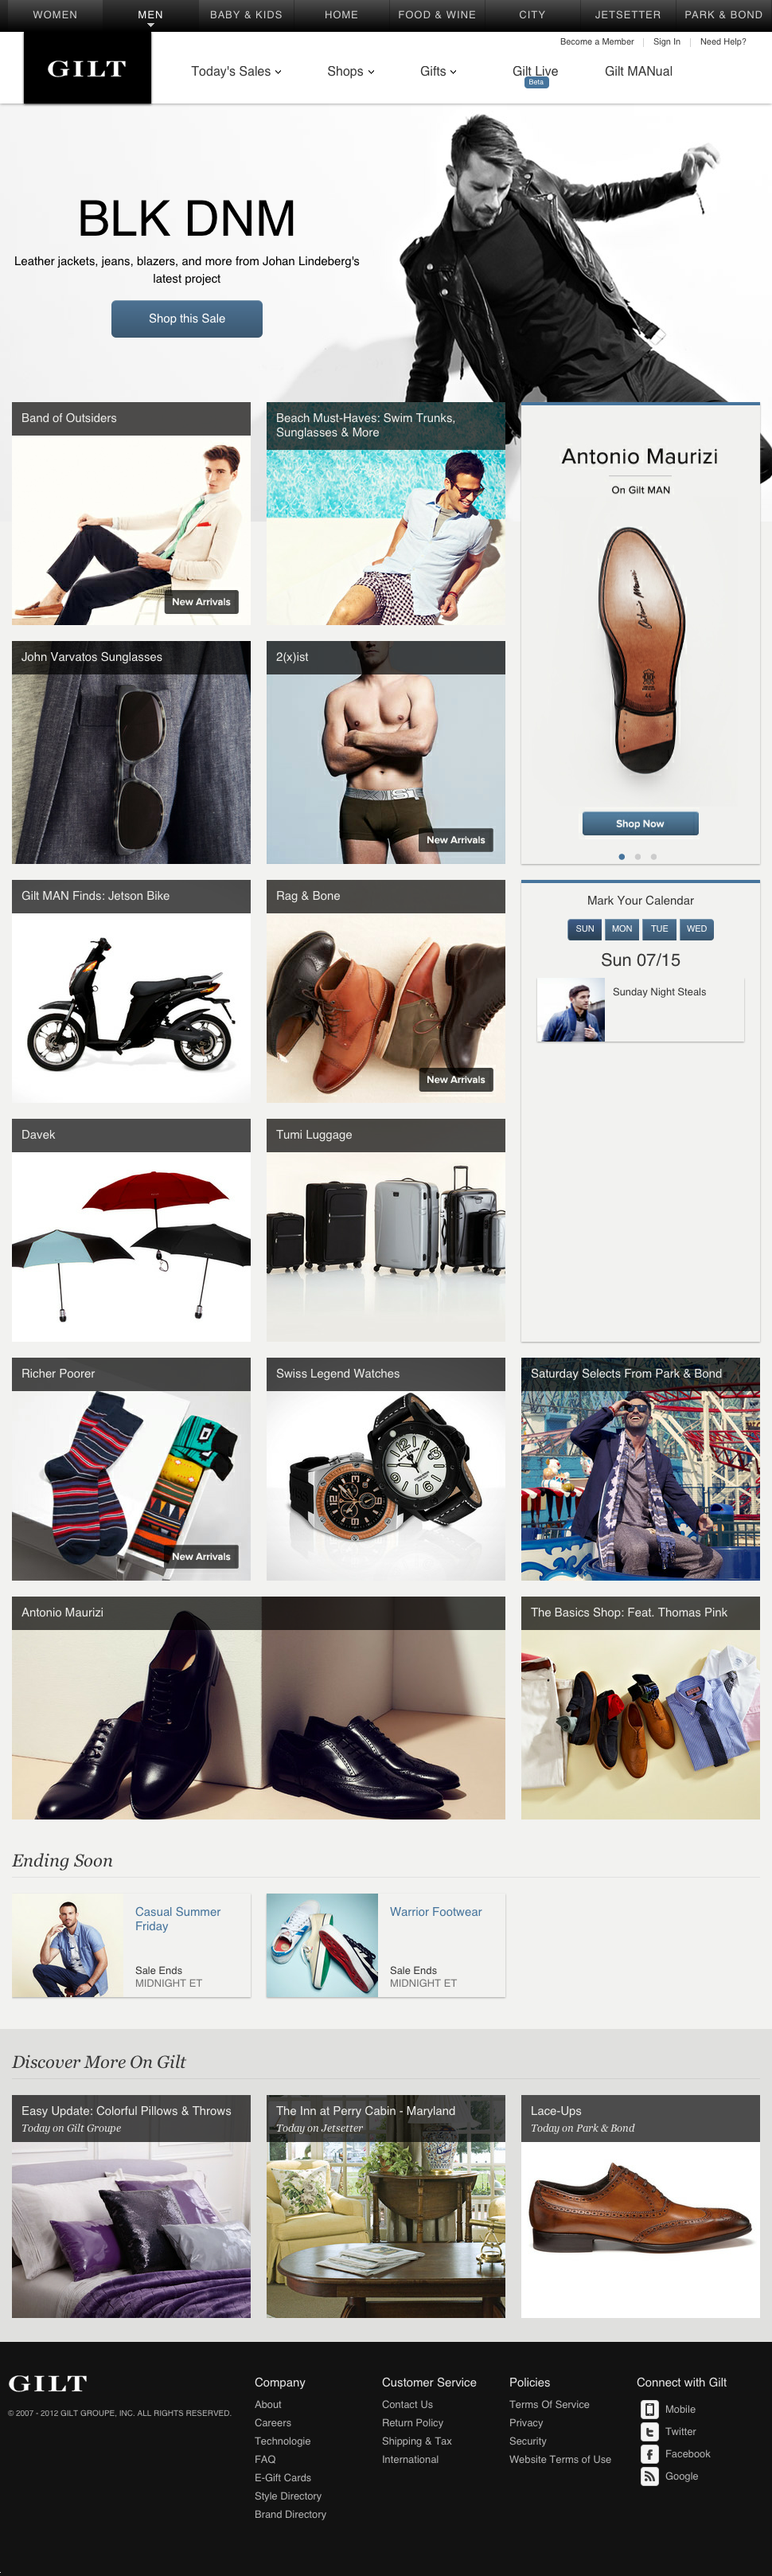 WOMEN
MEN
BABY & KIDS
HOME
FOOD & WINE
CITY
JETSETTER
PARK & BOND
Become a Member
Sign In
Need Help?
GILT
Today's Sales
Shops
Gifts
Gilt Live
Beta
Gilt MANual
BLK DNM
Leather jackets, jeans, blazers, and more from Johan Lindeberg's
latest project
Shop this Sale
Band of Outsiders
New Arrivals
Beach Must-Haves: Swim Trunks,
Sunglasses & More
Antonio Maurizi
On Gilt MAN
Shop Now
John Varvatos Sunglasses
2(x)ist
New Arrivals
Gilt MAN Finds: Jetson Bike
Rag & Bone
New Arrivals
Mark Your Calendar
SUN
MON
TUE
WED
Sun 07/15
Sunday Night Steals
Davek
Tumi Luggage
Richer Poorer
New Arrivals
Swiss Legend Watches
Saturday Selects From Park & Bond
Antonio Maurizi
The Basics Shop: Feat. Thomas Pink
Ending Soon
Casual Summer
Friday
Sale Ends
MIDNIGHT ET
Warrior Footwear
Sale Ends
MIDNIGHT ET
Discover More On Gilt
Easy Update: Colorful Pillows & Throws
Today on Gilt Groupe
The Inn at Perry Cabin - Maryland
Today on Jetsetter
Lace-Ups
Today on Park & Bond
GILT
© 2007 - 2012 GILT GROUPE, INC. ALL RIGHTS RESERVED.
Company
About
Careers
Technologie
FAQ
E-Gift Cards
Style Directory
Brand Directory
Customer Service
Contact Us
Return Policy
Shipping & Tax
International
Policies
Terms Of Service
Privacy
Security
Website Terms of Use
Connect with Gilt
Mobile
Twitter
Facebook
Google